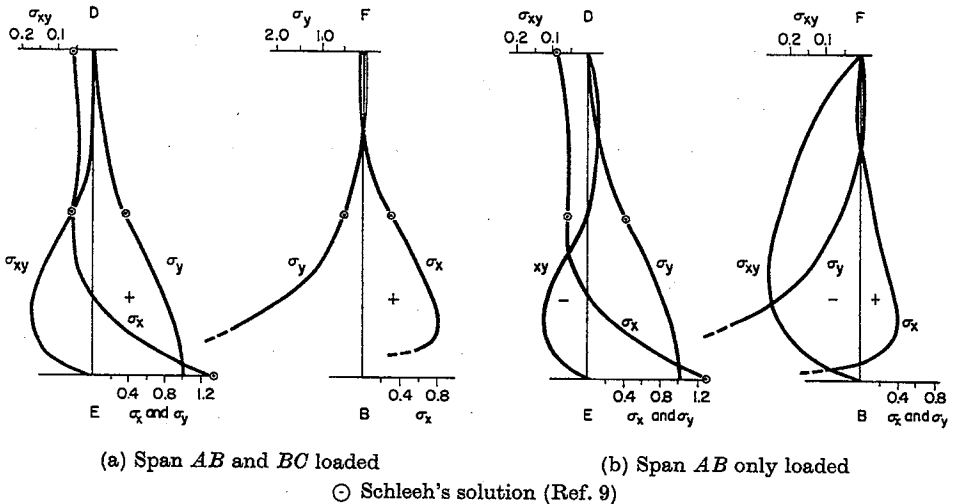 σxy D σy F σxy D σxy F
0.2 0.1 2.0 1.0 0.2 0.1 0.2 0.1
σxy σy σy σx xy σy σxy σy
+ + − − +
σx σx σx
0.4 0.8 1.2 0.4 0.8 0.4 0.8 1.2 0.4 0.8
E σx and σy B σx E σx and σy B σx and σy
(a) Span AB and BC loaded (b) Span AB only loaded
⊙ Schleeh's solution (Ref. 9)